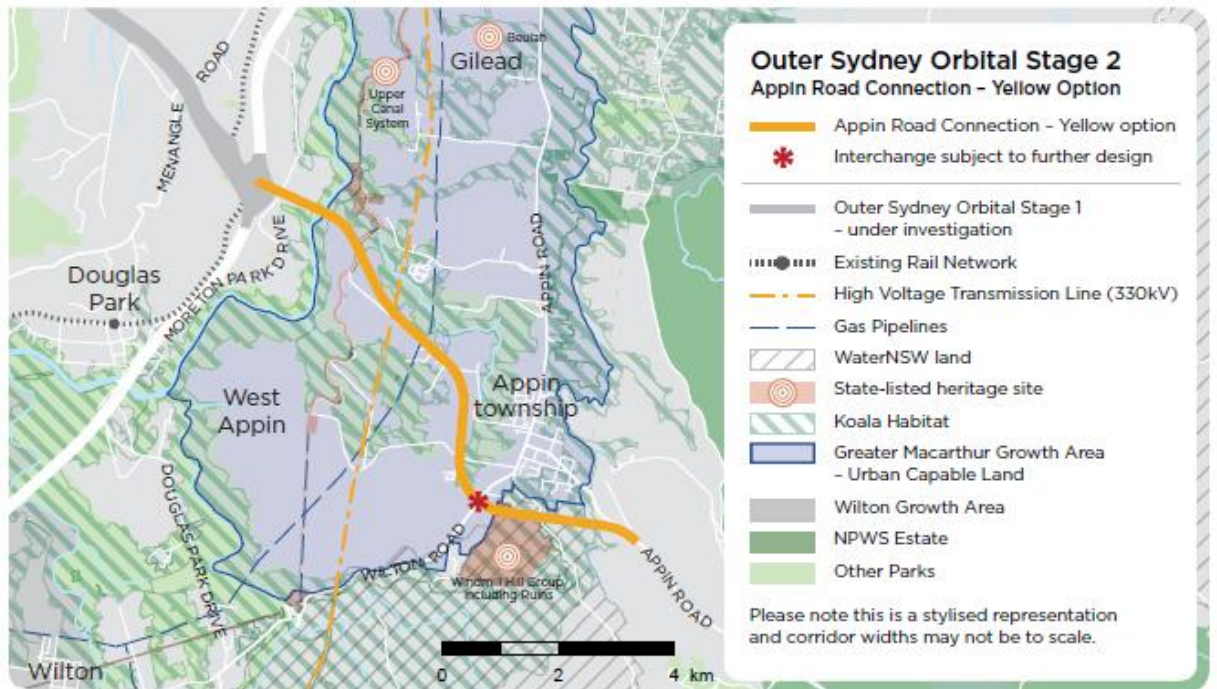 ROAD
MENANGLE
Beulah
Gilead
Upper
Canal
System
MORETON PARK DRIVE
Douglas
Park
APPIN ROAD
West
Appin
Appin
township
DOUGLAS PARK DRIVE
WILTON ROAD
Windmill Hill Group
including Ruins
APPIN ROAD
Wilton
0 2 4 km
Outer Sydney Orbital Stage 2
Appin Road Connection – Yellow Option
Appin Road Connection – Yellow option
Interchange subject to further design
Outer Sydney Orbital Stage 1
– under investigation
Existing Rail Network
High Voltage Transmission Line (330kV)
Gas Pipelines
WaterNSW land
State-listed heritage site
Koala Habitat
Greater Macarthur Growth Area
– Urban Capable Land
Wilton Growth Area
NPWS Estate
Other Parks
Please note this is a stylised representation
and corridor widths may not be to scale.